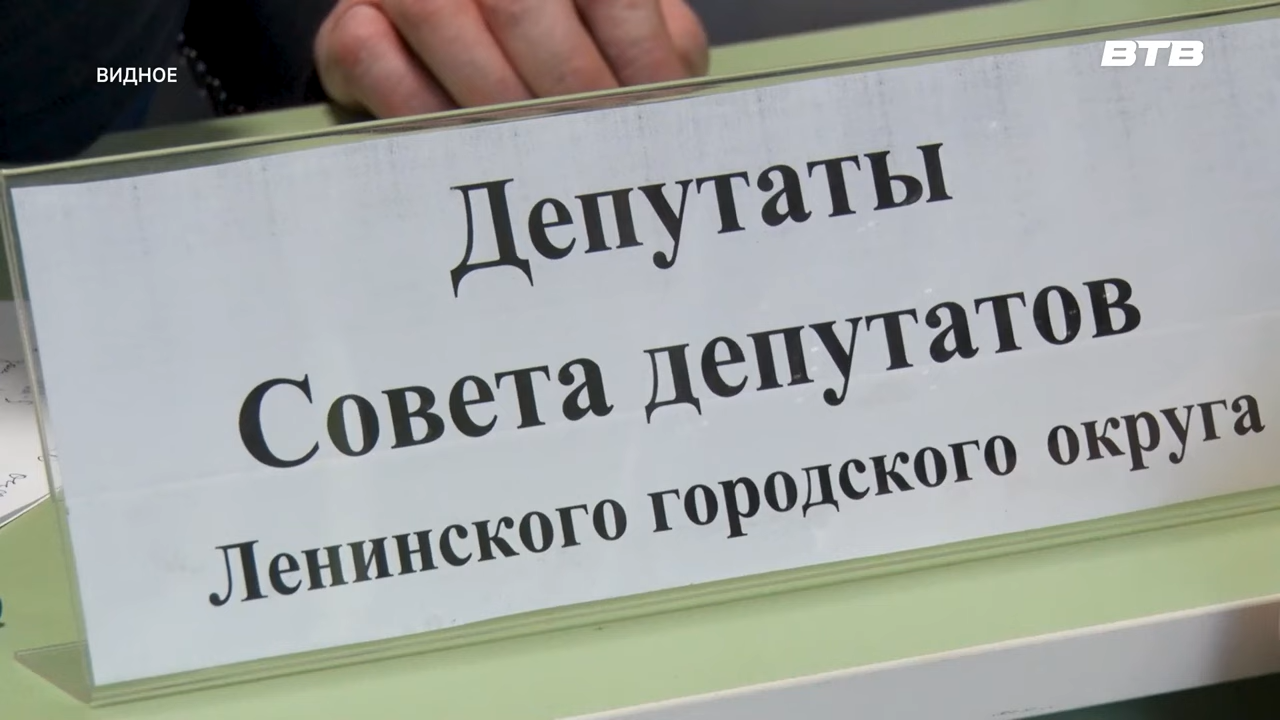 ВИДНОЕ
ВТВ
Депутаты
Совета депутатов
Ленинского городского округа